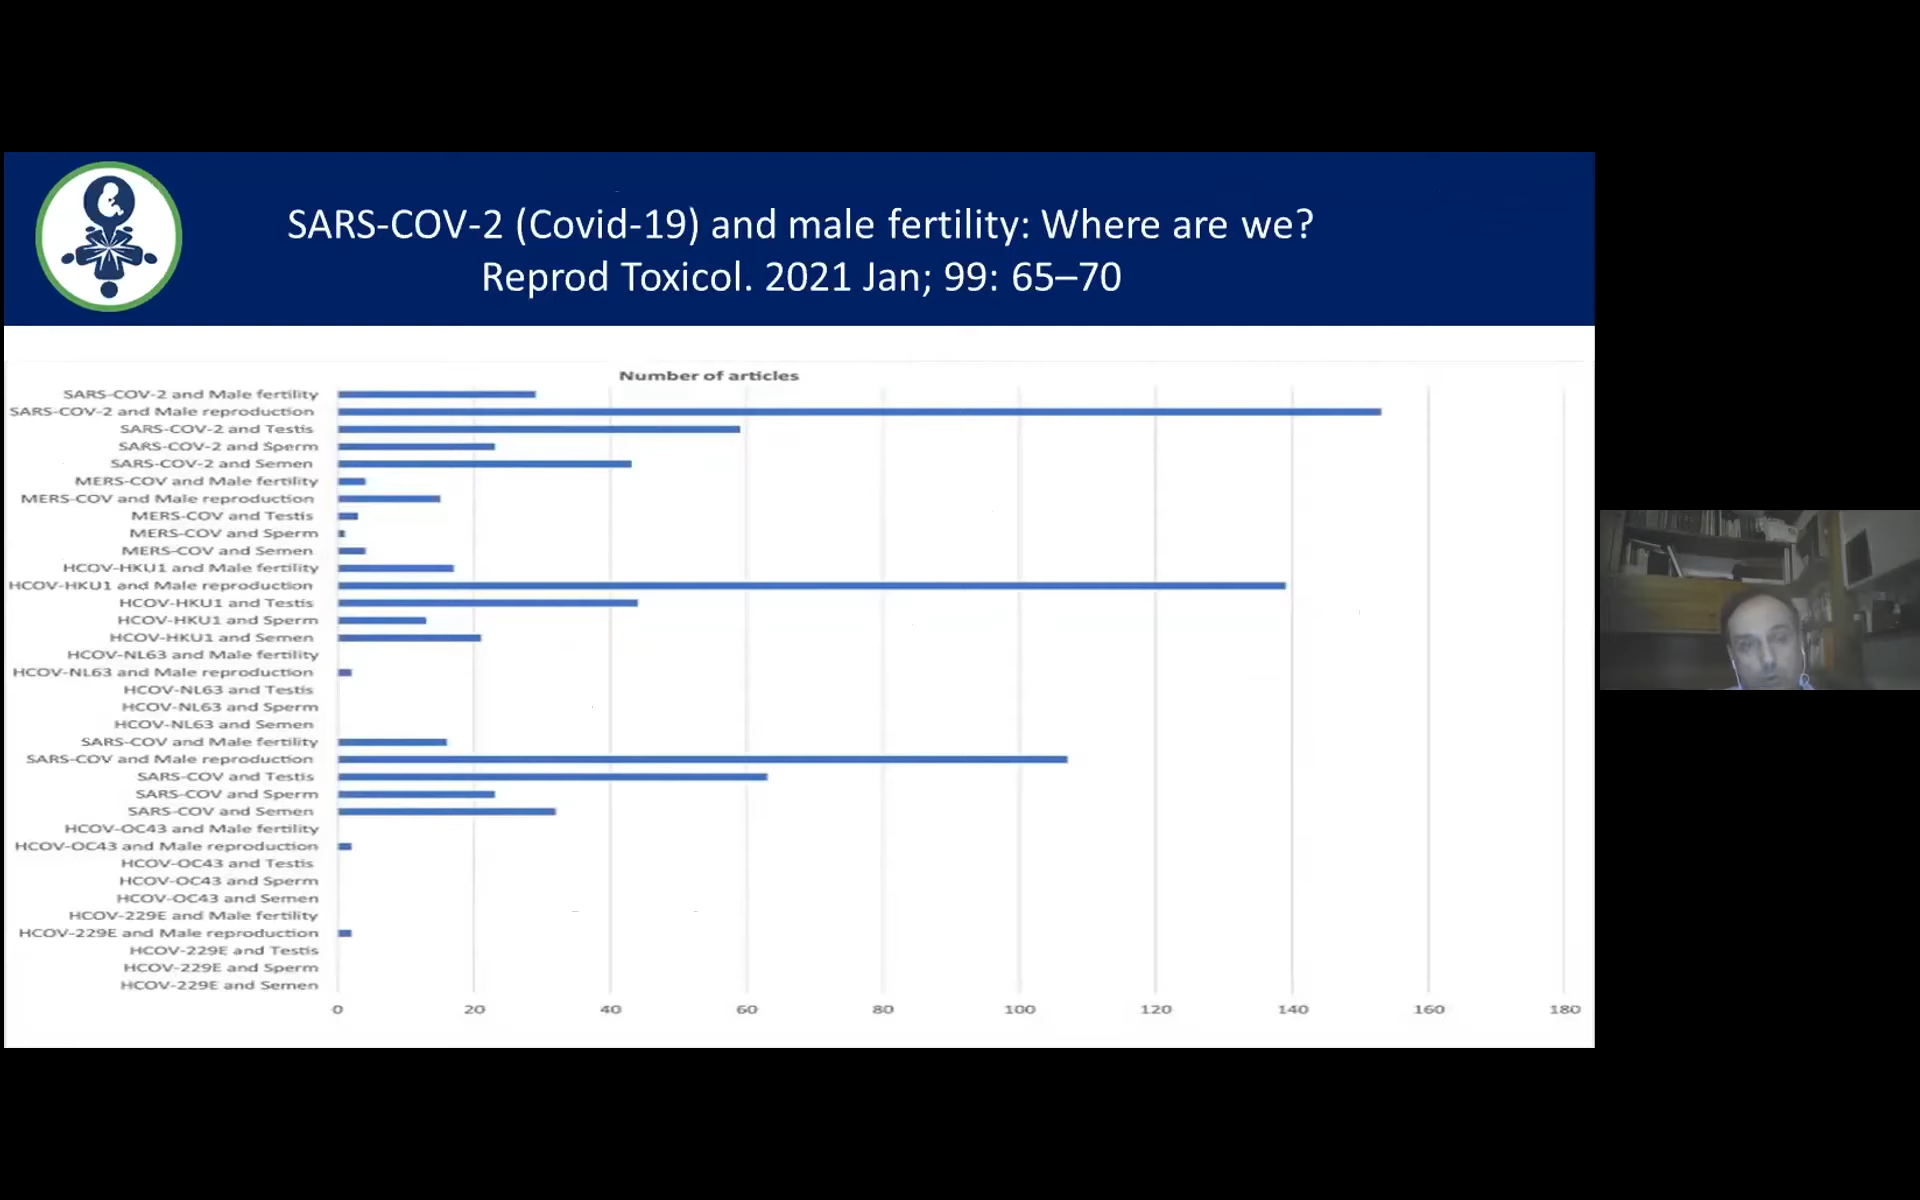 SARS-COV-2 (Covid-19) and male fertility: Where are we?
Reprod Toxicol. 2021 Jan; 99: 65–70
Number of articles
SARS-COV-2 and Male fertility
SARS-COV-2 and Male reproduction
SARS-COV-2 and Testis
SARS-COV-2 and Sperm
SARS-COV-2 and Semen
MERS-COV and Male fertility
MERS-COV and Male reproduction
MERS-COV and Testis
MERS-COV and Sperm
MERS-COV and Semen
HCOV-HKU1 and Male fertility
HCOV-HKU1 and Male reproduction
HCOV-HKU1 and Testis
HCOV-HKU1 and Sperm
HCOV-HKU1 and Semen
HCOV-NL63 and Male fertility
HCOV-NL63 and Male reproduction
HCOV-NL63 and Testis
HCOV-NL63 and Sperm
HCOV-NL63 and Semen
SARS-COV and Male fertility
SARS-COV and Male reproduction
SARS-COV and Testis
SARS-COV and Sperm
SARS-COV and Semen
HCOV-OC43 and Male fertility
HCOV-OC43 and Male reproduction
HCOV-OC43 and Testis
HCOV-OC43 and Sperm
HCOV-OC43 and Semen
HCOV-229E and Male fertility
HCOV-229E and Male reproduction
HCOV-229E and Testis
HCOV-229E and Sperm
HCOV-229E and Semen
0 20 40 60 80 100 120 140 160 180